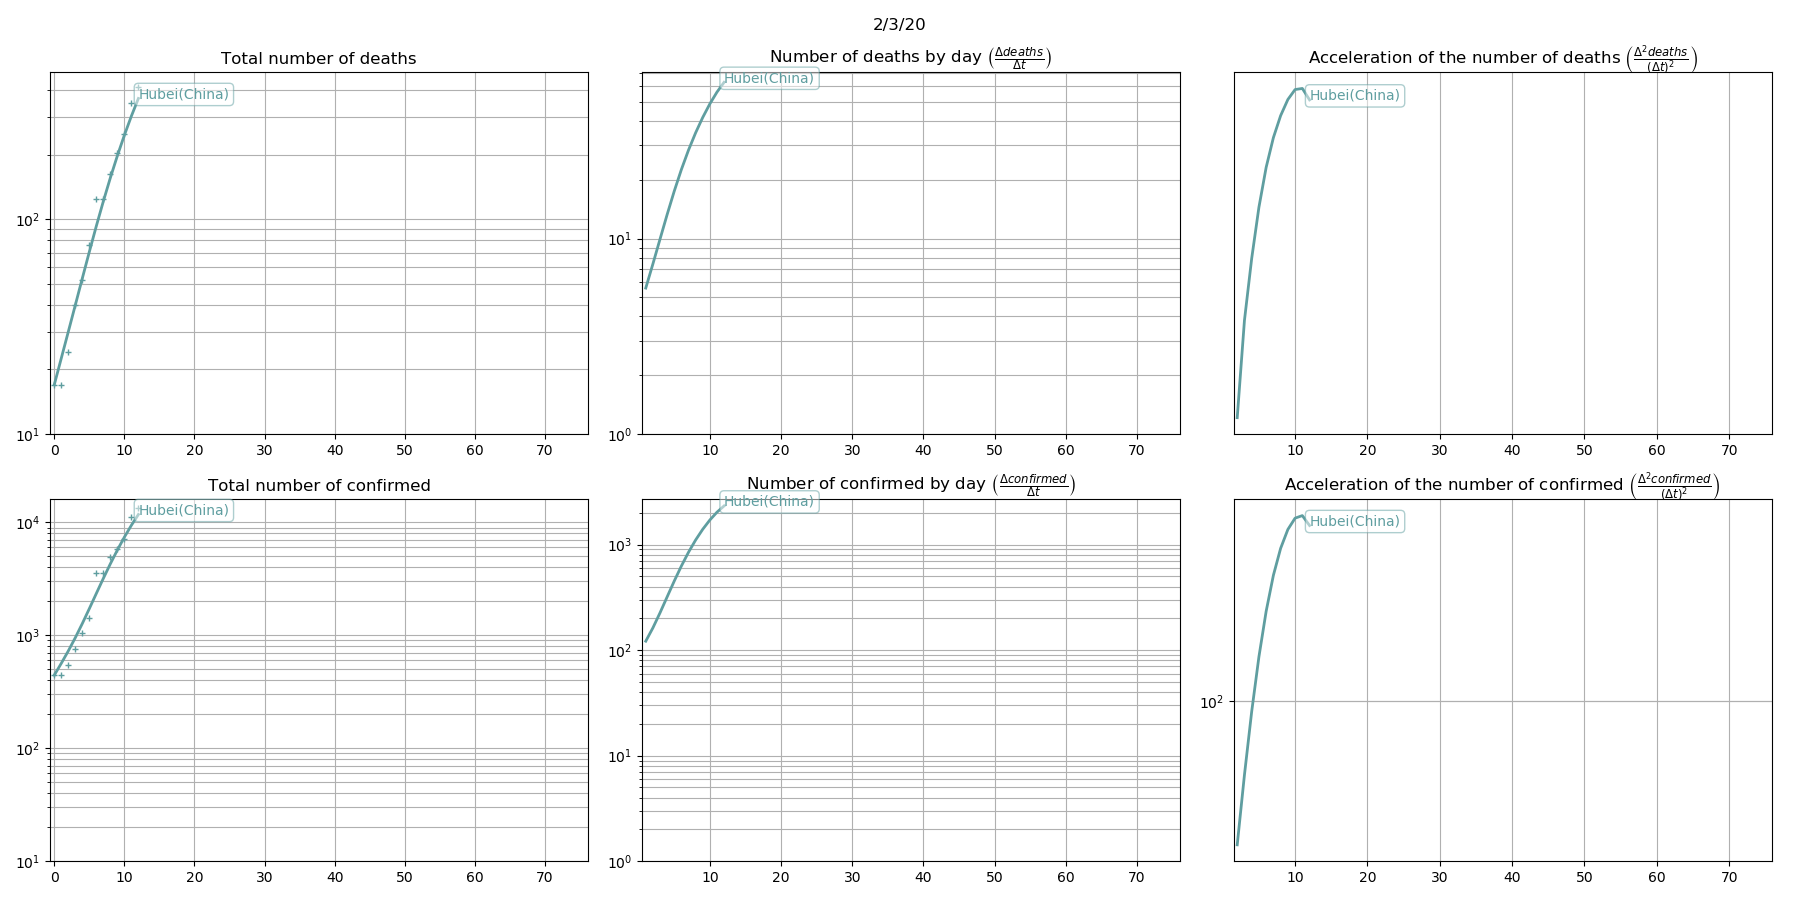 2/3/20
Total number of deaths
Number of deaths by day (Δdeaths/Δt)
Acceleration of the number of deaths (Δ²deaths/(Δt)²)
Hubei(China)
Hubei(China)
Hubei(China)
10²
10¹
10¹
10⁰
0 10 20 30 40 50 60 70
10 20 30 40 50 60 70
10 20 30 40 50 60 70
Total number of confirmed
Number of confirmed by day (Δconfirmed/Δt)
Acceleration of the number of confirmed (Δ²confirmed/(Δt)²)
Hubei(China)
Hubei(China)
Hubei(China)
10⁴
10³
10²
10¹
10³
10²
10¹
10⁰
10²
0 10 20 30 40 50 60 70
10 20 30 40 50 60 70
10 20 30 40 50 60 70